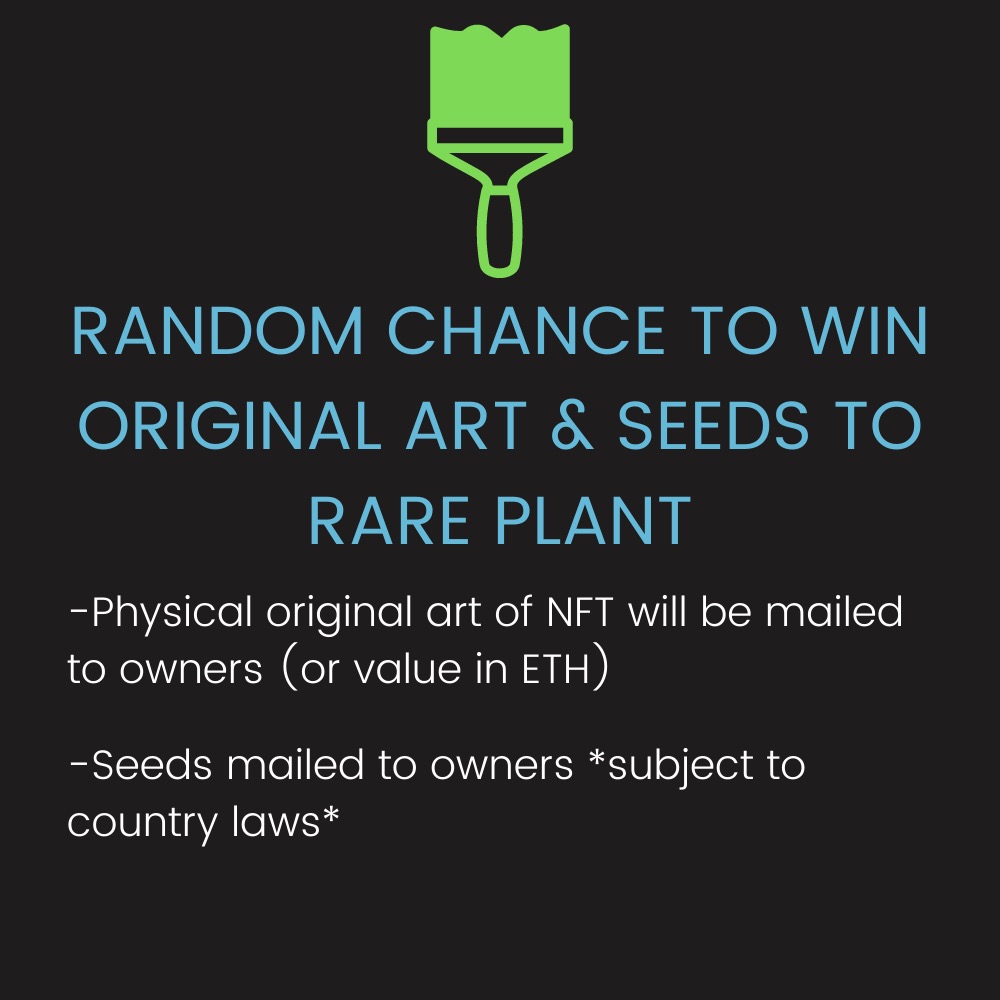 RANDOM CHANCE TO WIN
ORIGINAL ART & SEEDS TO
RARE PLANT
-Physical original art of NFT will be mailed
to owners (or value in ETH)
-Seeds mailed to owners *subject to
country laws*